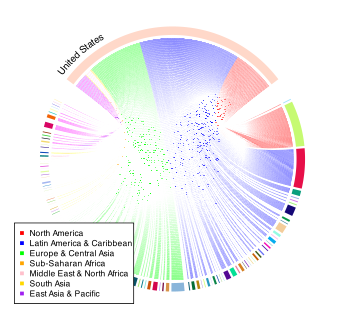 United States
North America
Latin America & Caribbean
Europe & Central Asia
Sub-Saharan Africa
Middle East & North Africa
South Asia
East Asia & Pacific